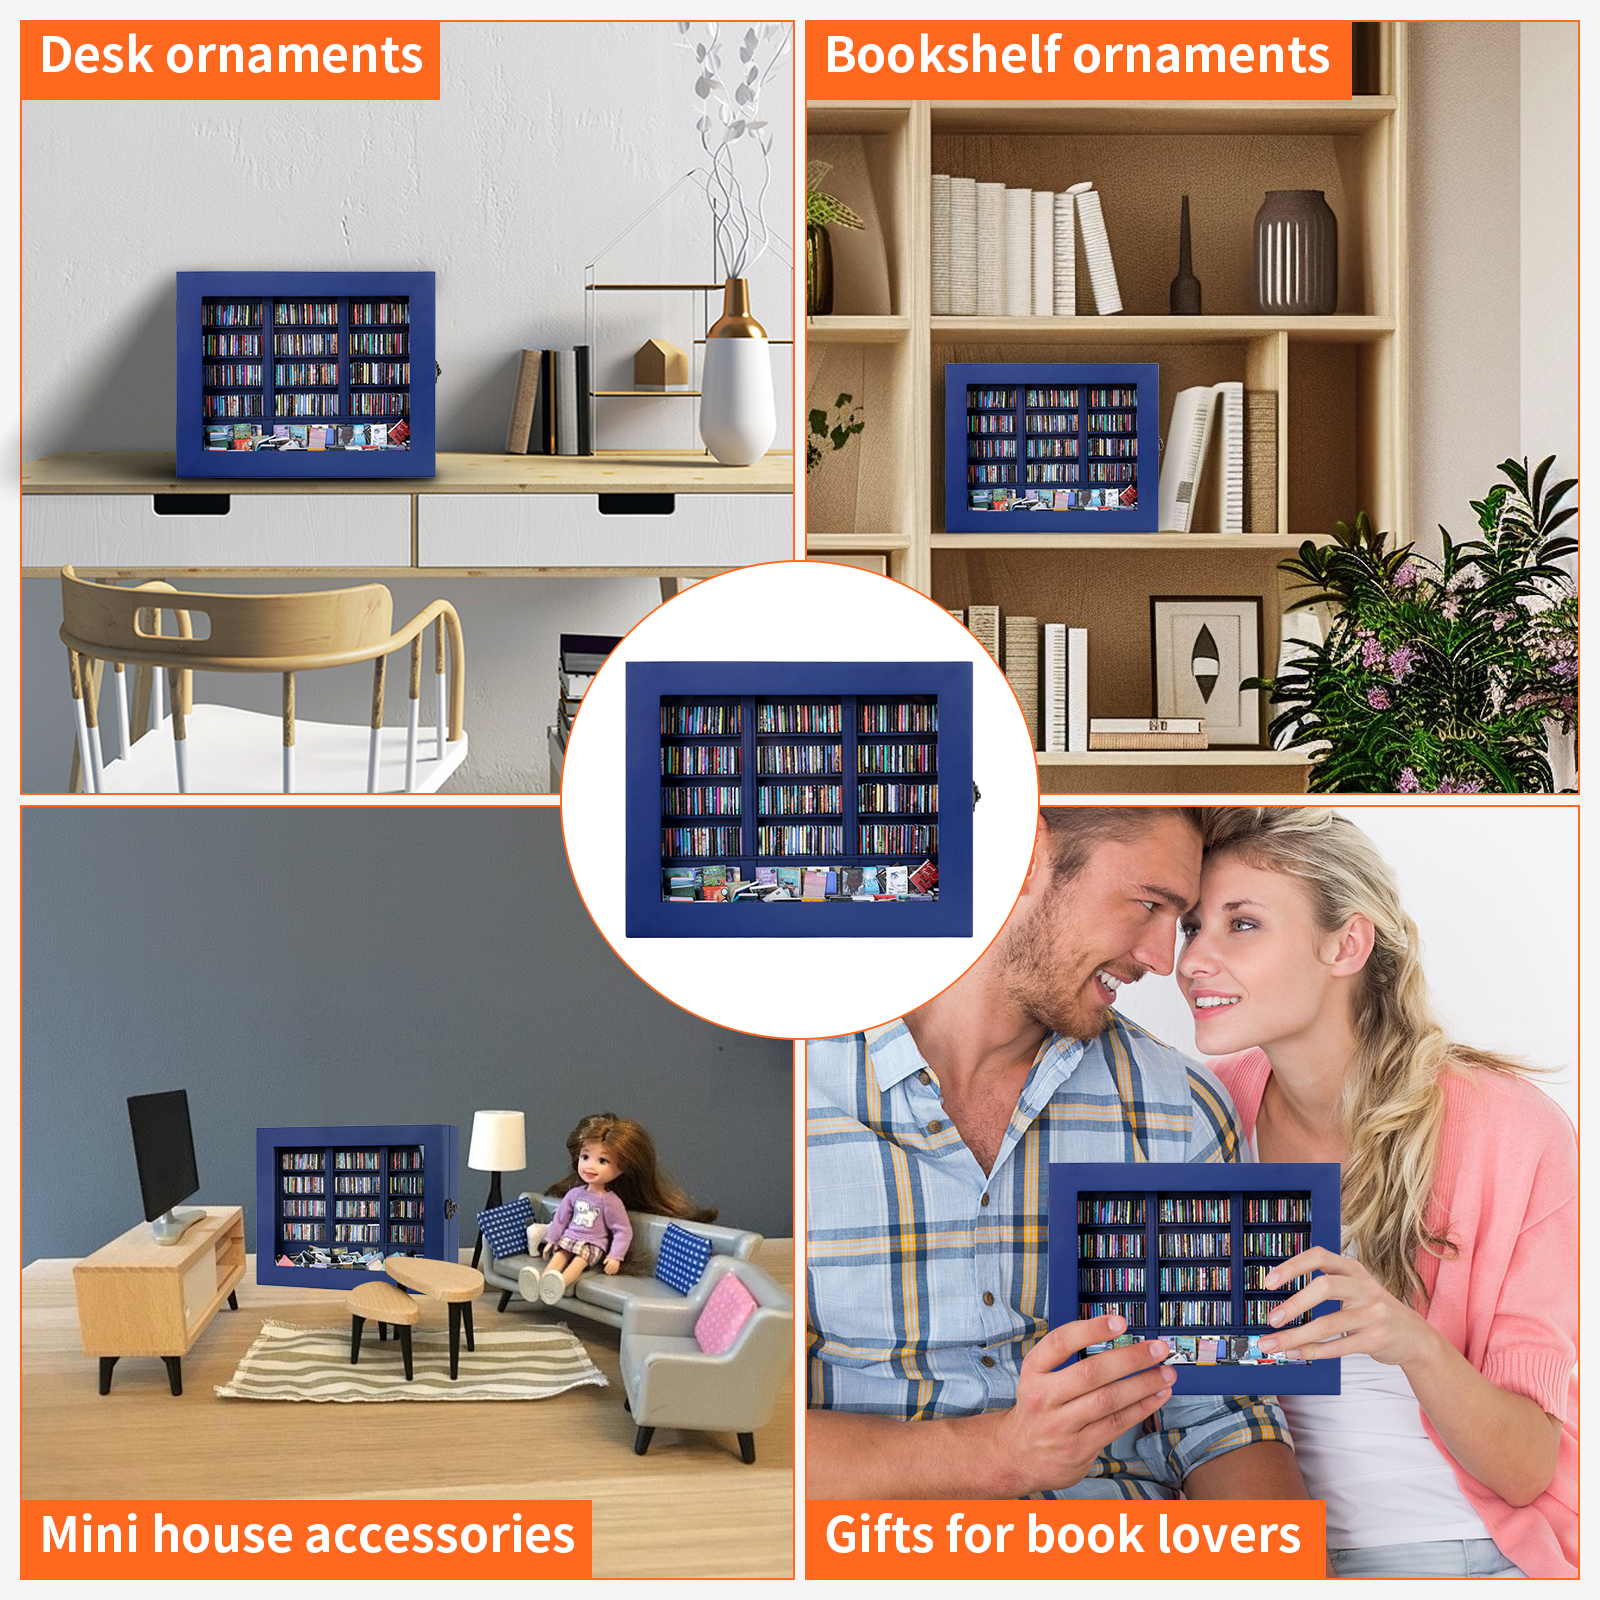 Desk ornaments
Bookshelf ornaments
Mini house accessories
Gifts for book lovers